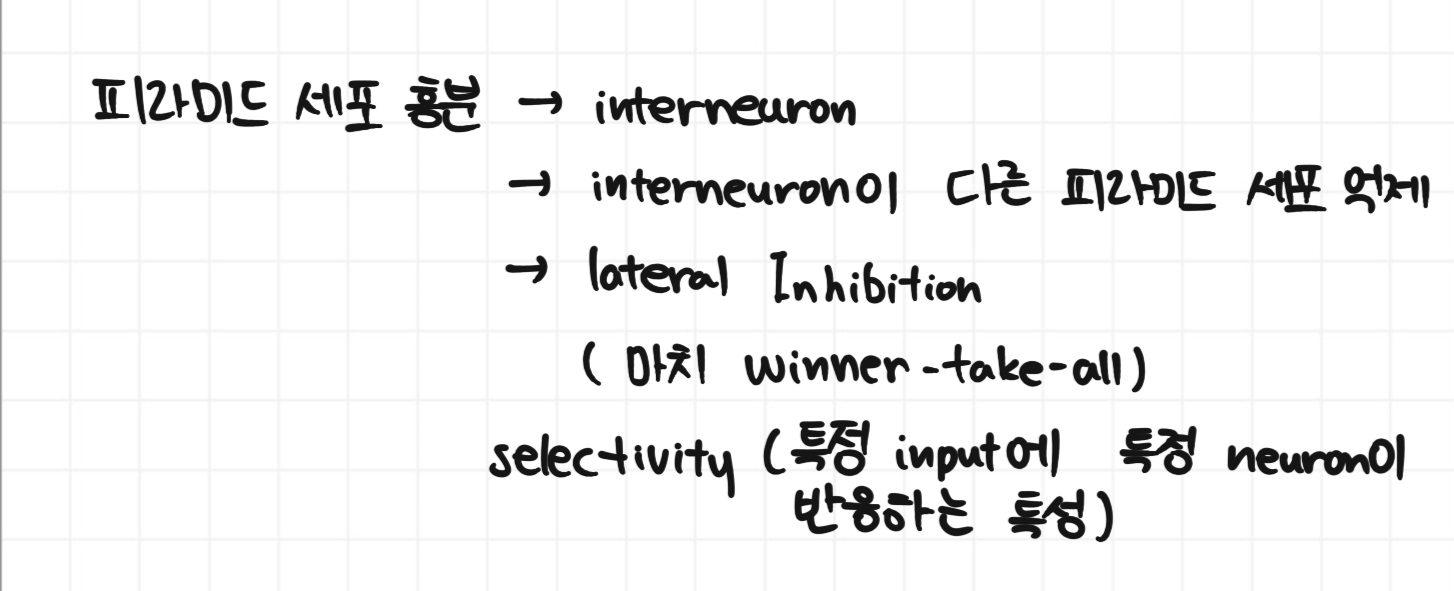 피라미드 세포 흥분 → interneuron
→ interneuron이 다른 피라미드 세포 억제
→ lateral Inhibition
( 마치 winner-take-all)
selectivity (특정 input에 특정 neuron이
반응하는 특성)